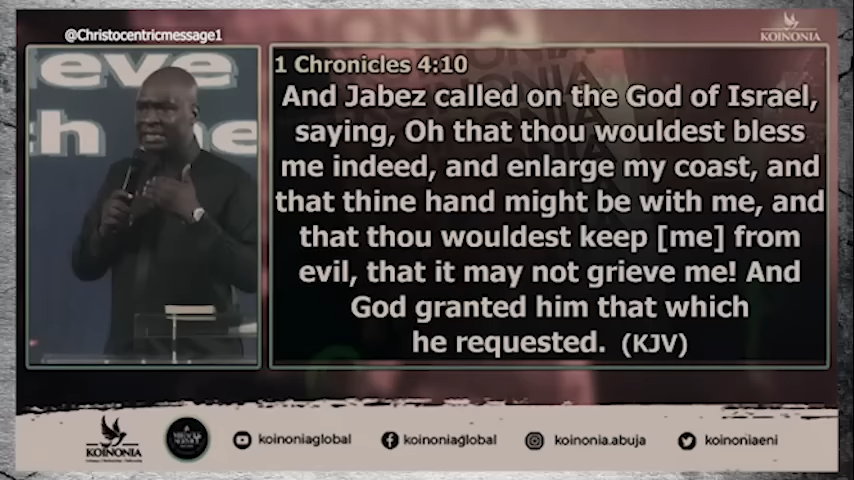 @Christocentricmessage1
KOINONIA
eve
h me
1 Chronicles 4:10
And Jabez called on the God of Israel,
saying, Oh that thou wouldest bless
me indeed, and enlarge my coast, and
that thine hand might be with me, and
that thou wouldest keep [me] from
evil, that it may not grieve me! And
God granted him that which
he requested. (KJV)
KOINONIA
koinoniaglobal
koinoniaglobal
koinonia.abuja
koinoniaeni